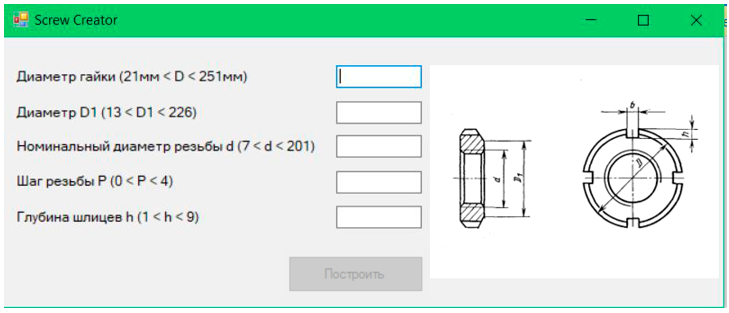 Screw Creator
Диаметр гайки (21мм < D < 251мм)
Диаметр D1 (13 < D1 < 226)
Номинальный диаметр резьбы d (7 < d < 201)
Шаг резьбы P (0 < P < 4)
Глубина шлицев h (1 < h < 9)
Построить
b
h
D
d
D1